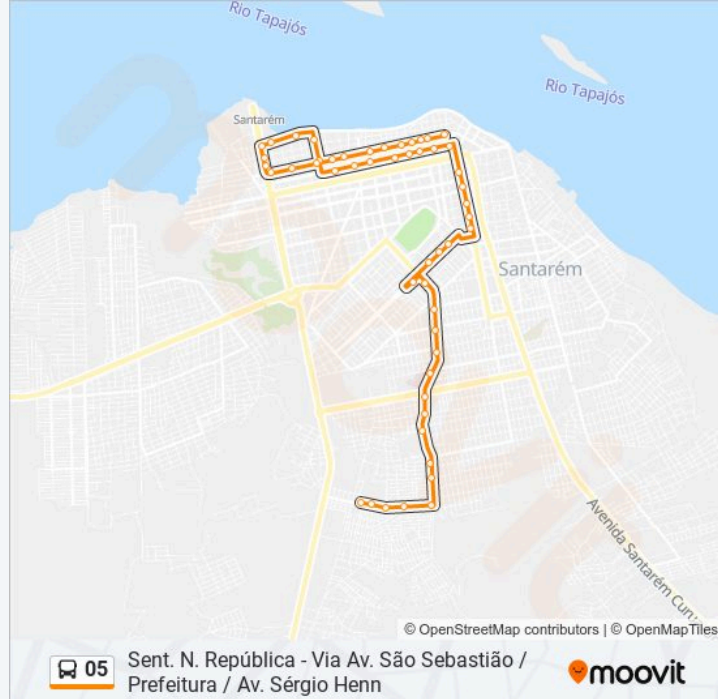 Rio Tapajós
Rio Tapajós
Santarém
Santarém
Avenida Santarém Curu
© OpenStreetMap contributors | © OpenMapTiles
05
Sent. N. República - Via Av. São Sebastião /
Prefeitura / Av. Sérgio Henn
moovit